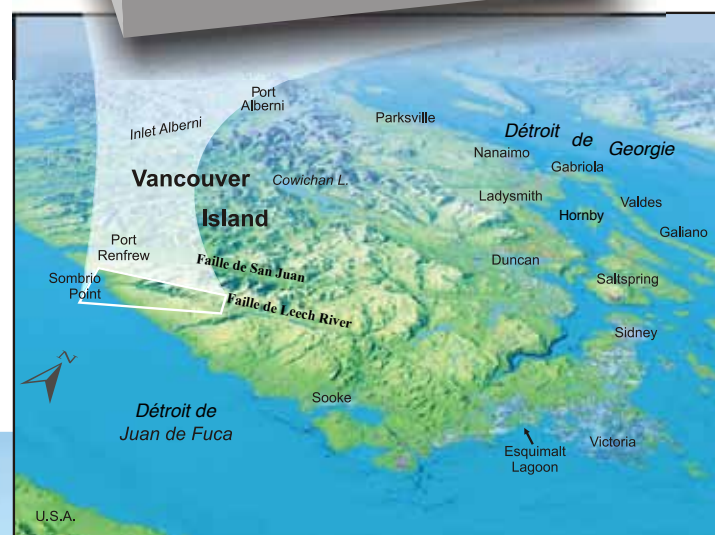 Port
Alberni
Parksville
Inlet Alberni
Détroit de Georgie
Nanaimo
Gabriola
Vancouver
Island
Cowichan L.
Ladysmith
Valdes
Hornby
Galiano
Port
Renfrew
Faille de San Juan
Duncan
Sombrio
Point
Saltspring
Faille de Leech River
Sidney
N
Sooke
Détroit de
Juan de Fuca
Esquimalt
Lagoon
Victoria
U.S.A.